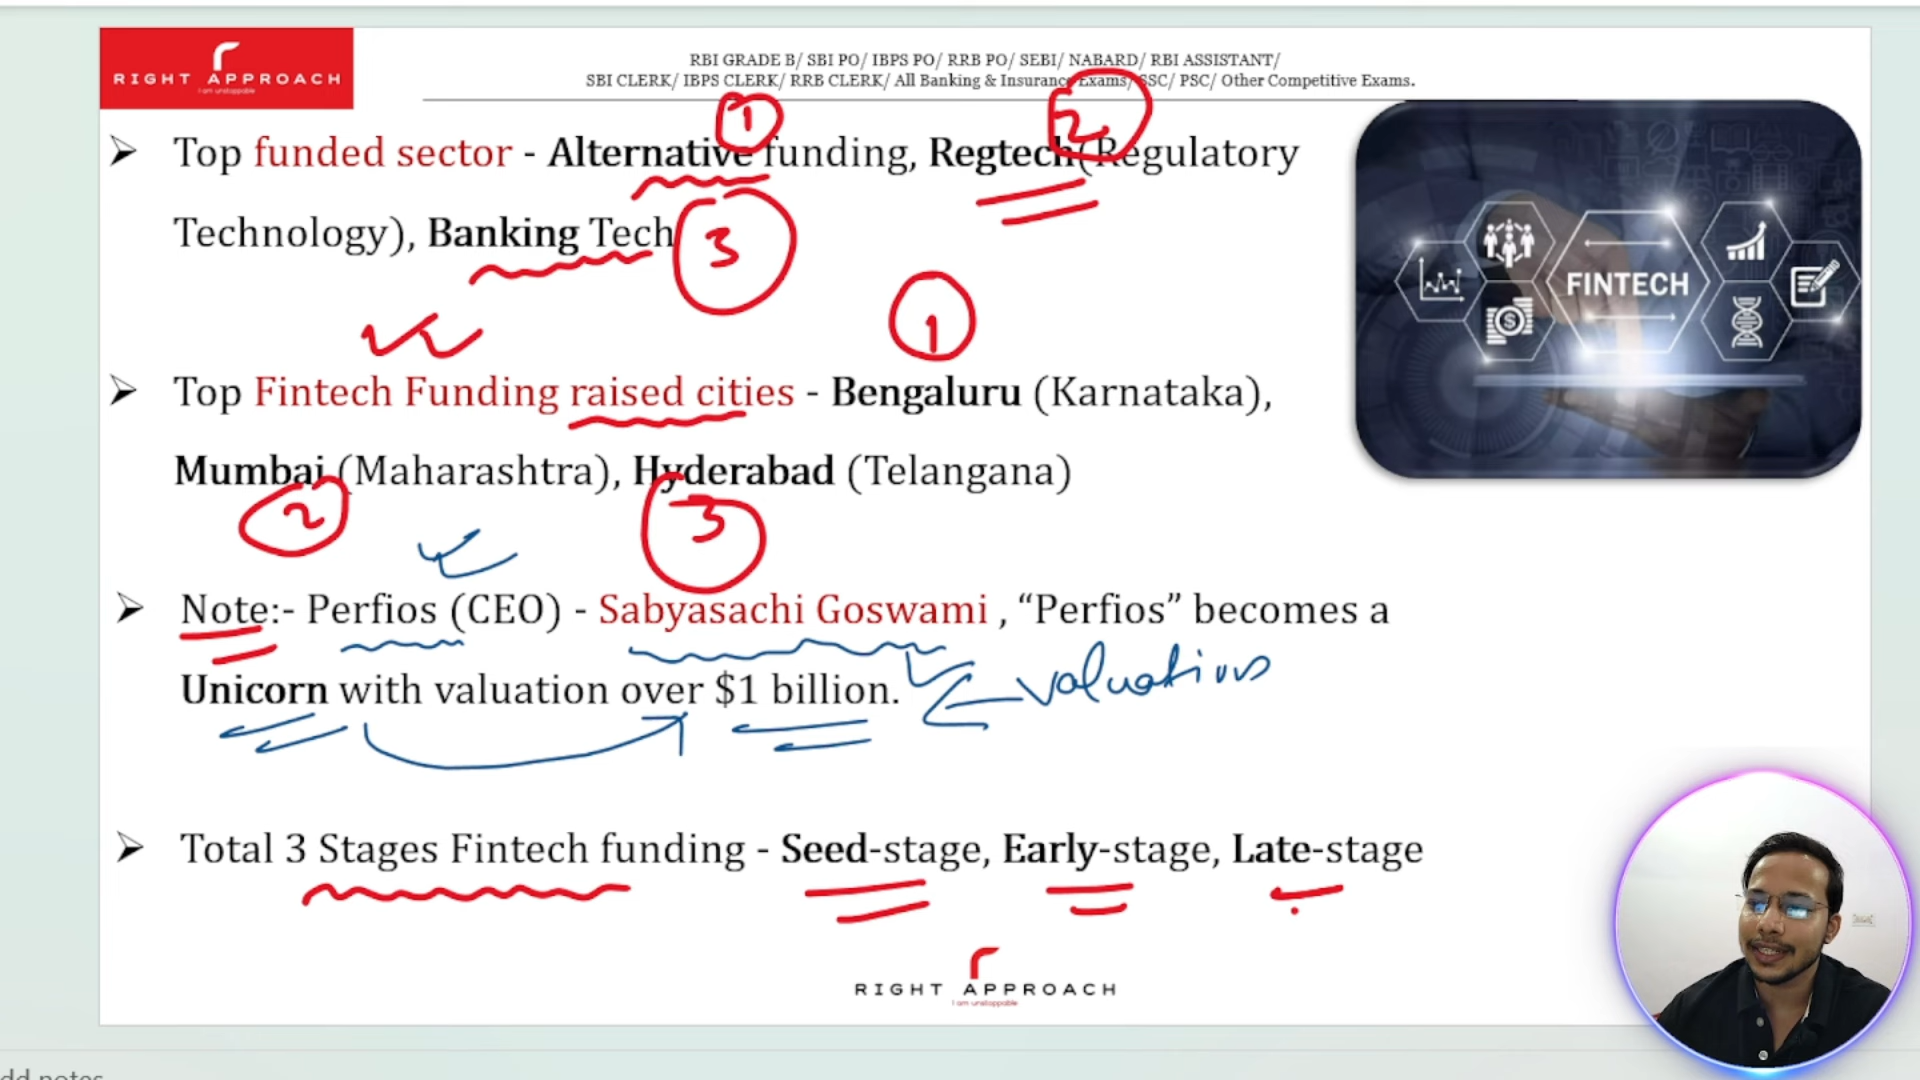 RIGHT APPROACH
I am unstoppable
RBI GRADE B/ SBI PO/ IBPS PO/ RRB PO/ SEBI/ NABARD/ RBI ASSISTANT/
SBI CLERK/ IBPS CLERK/ RRB CLERK/ All Banking & Insurance Exams/ SSC/ PSC/ Other Competitive Exams.
1
2
➢ Top funded sector - Alternative funding, Regtech(Regulatory
Technology), Banking Tech
3
FINTECH
1
➢ Top Fintech Funding raised cities - Bengaluru (Karnataka),
Mumbai (Maharashtra), Hyderabad (Telangana)
2
3
➢ Note:- Perfios (CEO) - Sabyasachi Goswami , “Perfios” becomes a
Unicorn with valuation over $1 billion.
valuations
➢ Total 3 Stages Fintech funding - Seed-stage, Early-stage, Late-stage
RIGHT APPROACH
I am unstoppable